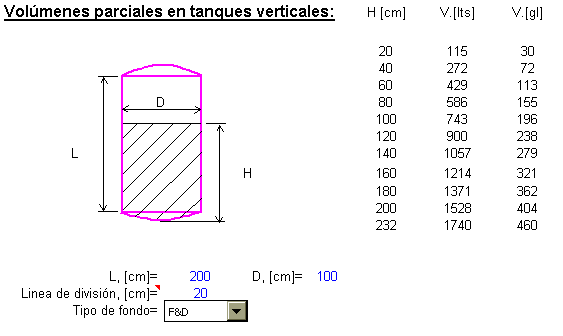 Volúmenes parciales en tanques verticales:
H [cm] V.[lts] V.[gl]
20 115 30
40 272 72
60 429 113
80 586 155
100 743 196
120 900 238
140 1057 279
160 1214 321
180 1371 362
200 1528 404
232 1740 460
D
L
H
L, [cm]= 200 D, [cm]= 100
Linea de división, [cm]= 20
Tipo de fondo= F&D